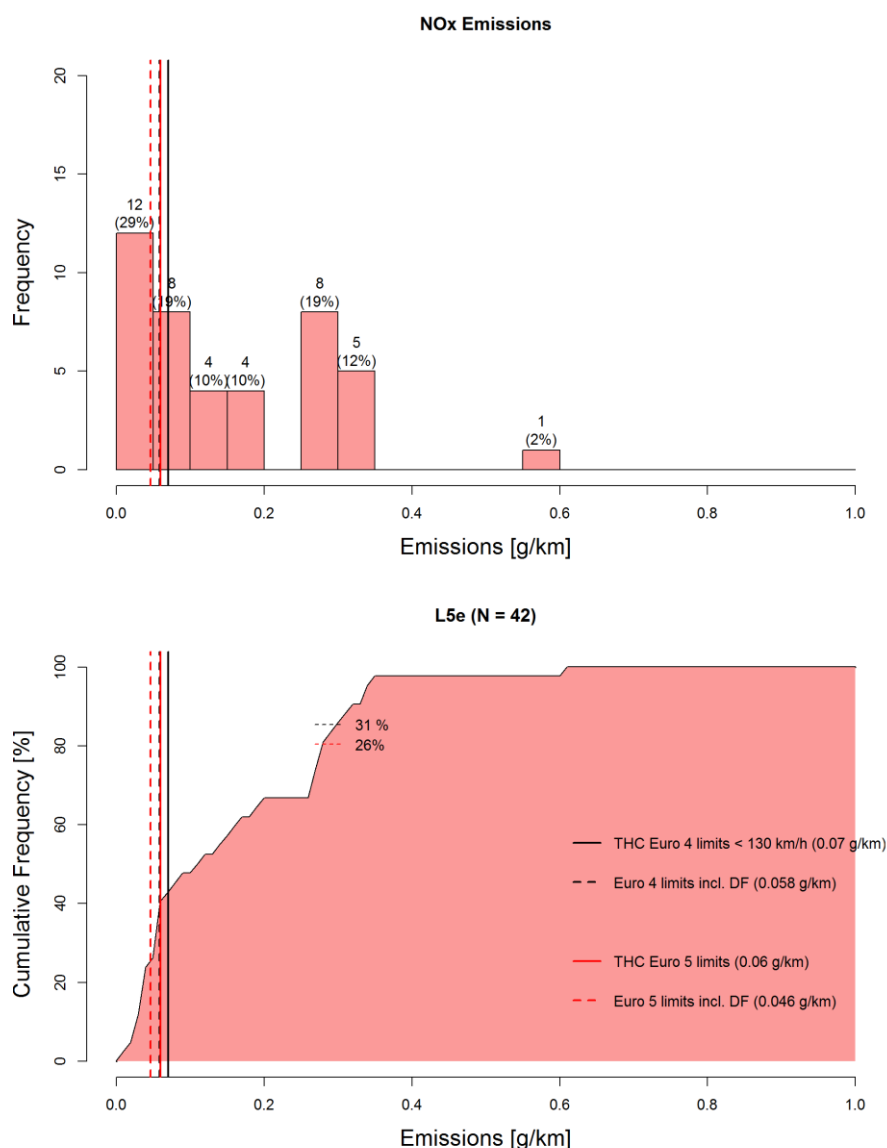 NOx Emissions
Frequency
20
15
10
5
0
12
(29%)
8
(19%)
4
(10%)
4
(10%)
8
(19%)
5
(12%)
1
(2%)
0.0 0.2 0.4 0.6 0.8 1.0
Emissions [g/km]
L5e (N = 42)
Cumulative Frequency [%]
100
80
60
40
20
0
31 %
26%
THC Euro 4 limits < 130 km/h (0.07 g/km)
Euro 4 limits incl. DF (0.058 g/km)
THC Euro 5 limits (0.06 g/km)
Euro 5 limits incl. DF (0.046 g/km)
0.0 0.2 0.4 0.6 0.8 1.0
Emissions [g/km]